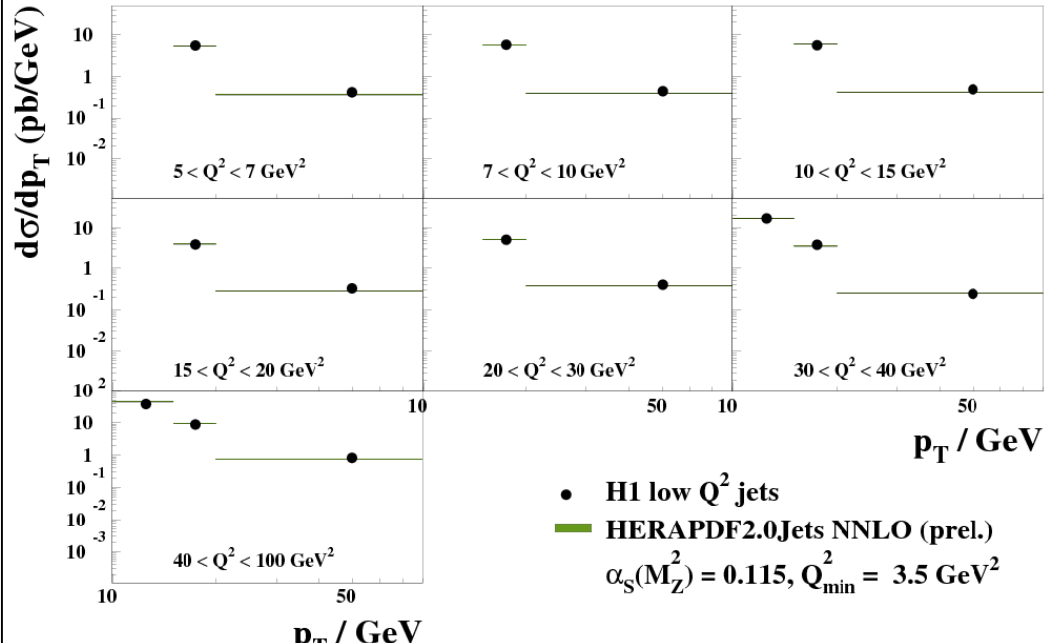 dσ/dp_T (pb/GeV)
10
1
10^-1
10^-2
5 < Q^2 < 7 GeV^2
7 < Q^2 < 10 GeV^2
10 < Q^2 < 15 GeV^2
10
1
10^-1
10^-2
15 < Q^2 < 20 GeV^2
20 < Q^2 < 30 GeV^2
30 < Q^2 < 40 GeV^2
10^2
10
50
10
50
p_T / GeV
10
1
10^-1
10^-2
10^-3
40 < Q^2 < 100 GeV^2
H1 low Q^2 jets
HERAPDF2.0Jets NNLO (prel.)
α_S(M_Z^2) = 0.115, Q^2_min = 3.5 GeV^2
10
50
p_T / GeV